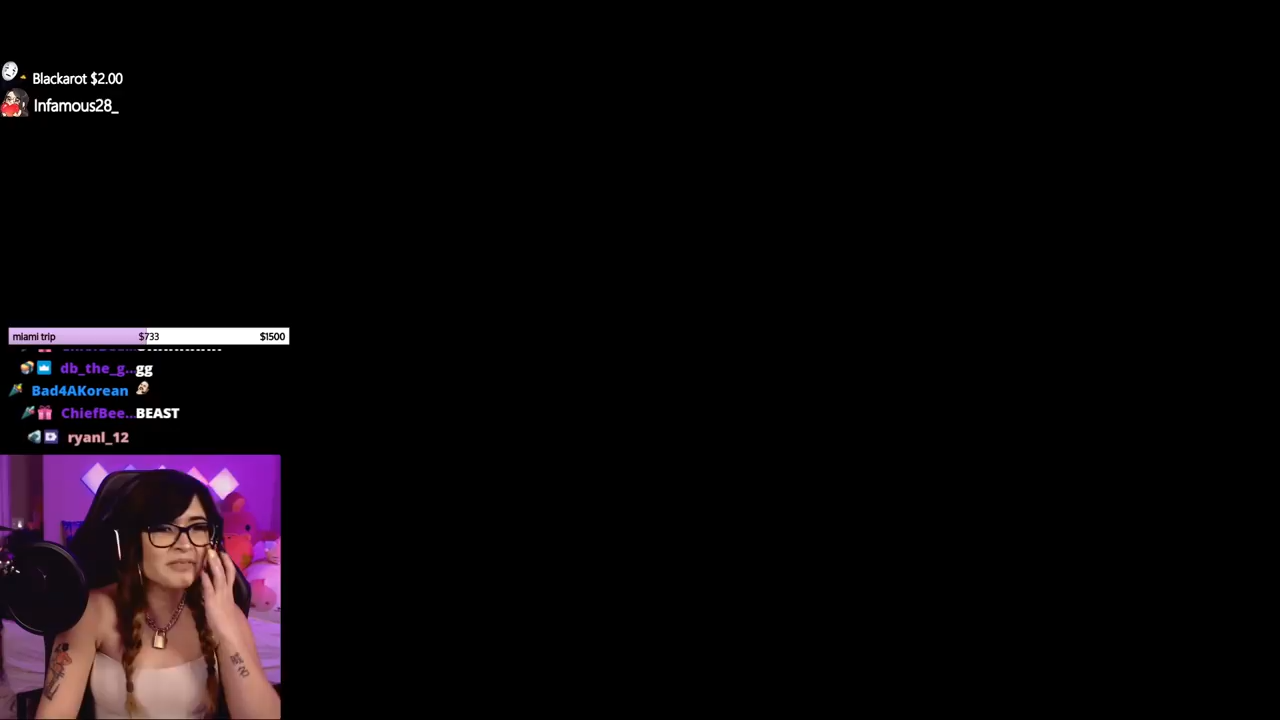 Blackarot $2.00
Infamous28_
miami trip $733 $1500
db_the_g... gg
Bad4AKorean
ChiefBee... BEAST
ryanl_12